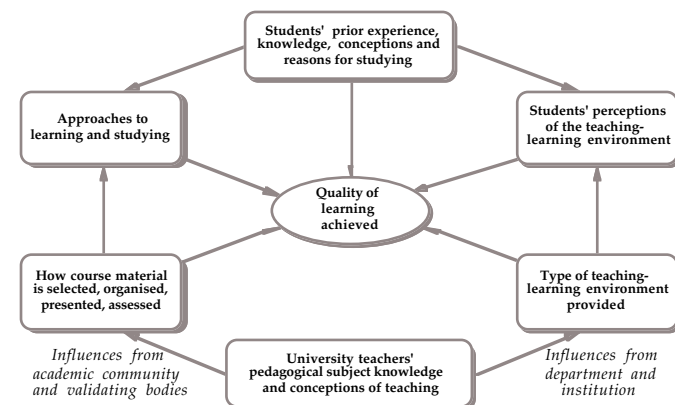 Students' prior experience,
knowledge, conceptions and
reasons for studying
Approaches to
learning and studying
Students' perceptions
of the teaching-
learning environment
Quality of
learning
achieved
How course material
is selected, organised,
presented, assessed
Type of teaching-
learning environment
provided
Influences from
academic community
and validating bodies
University teachers'
pedagogical subject knowledge
and conceptions of teaching
Influences from
department and
institution